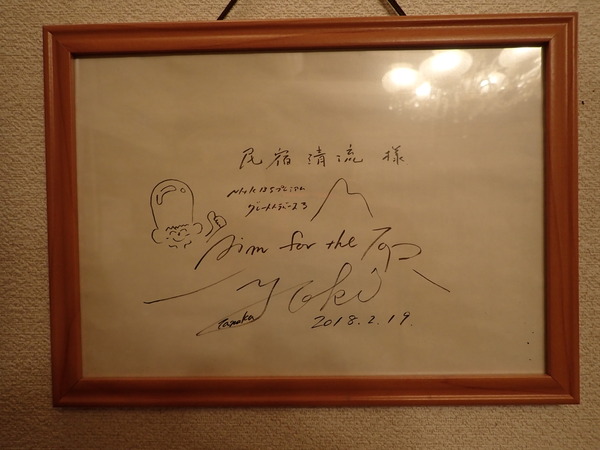 民宿清流 様
NHK BSプレミアム
グレートトラバース3
Aim for the Top
Yoki
Tanaka
2018.2.19.